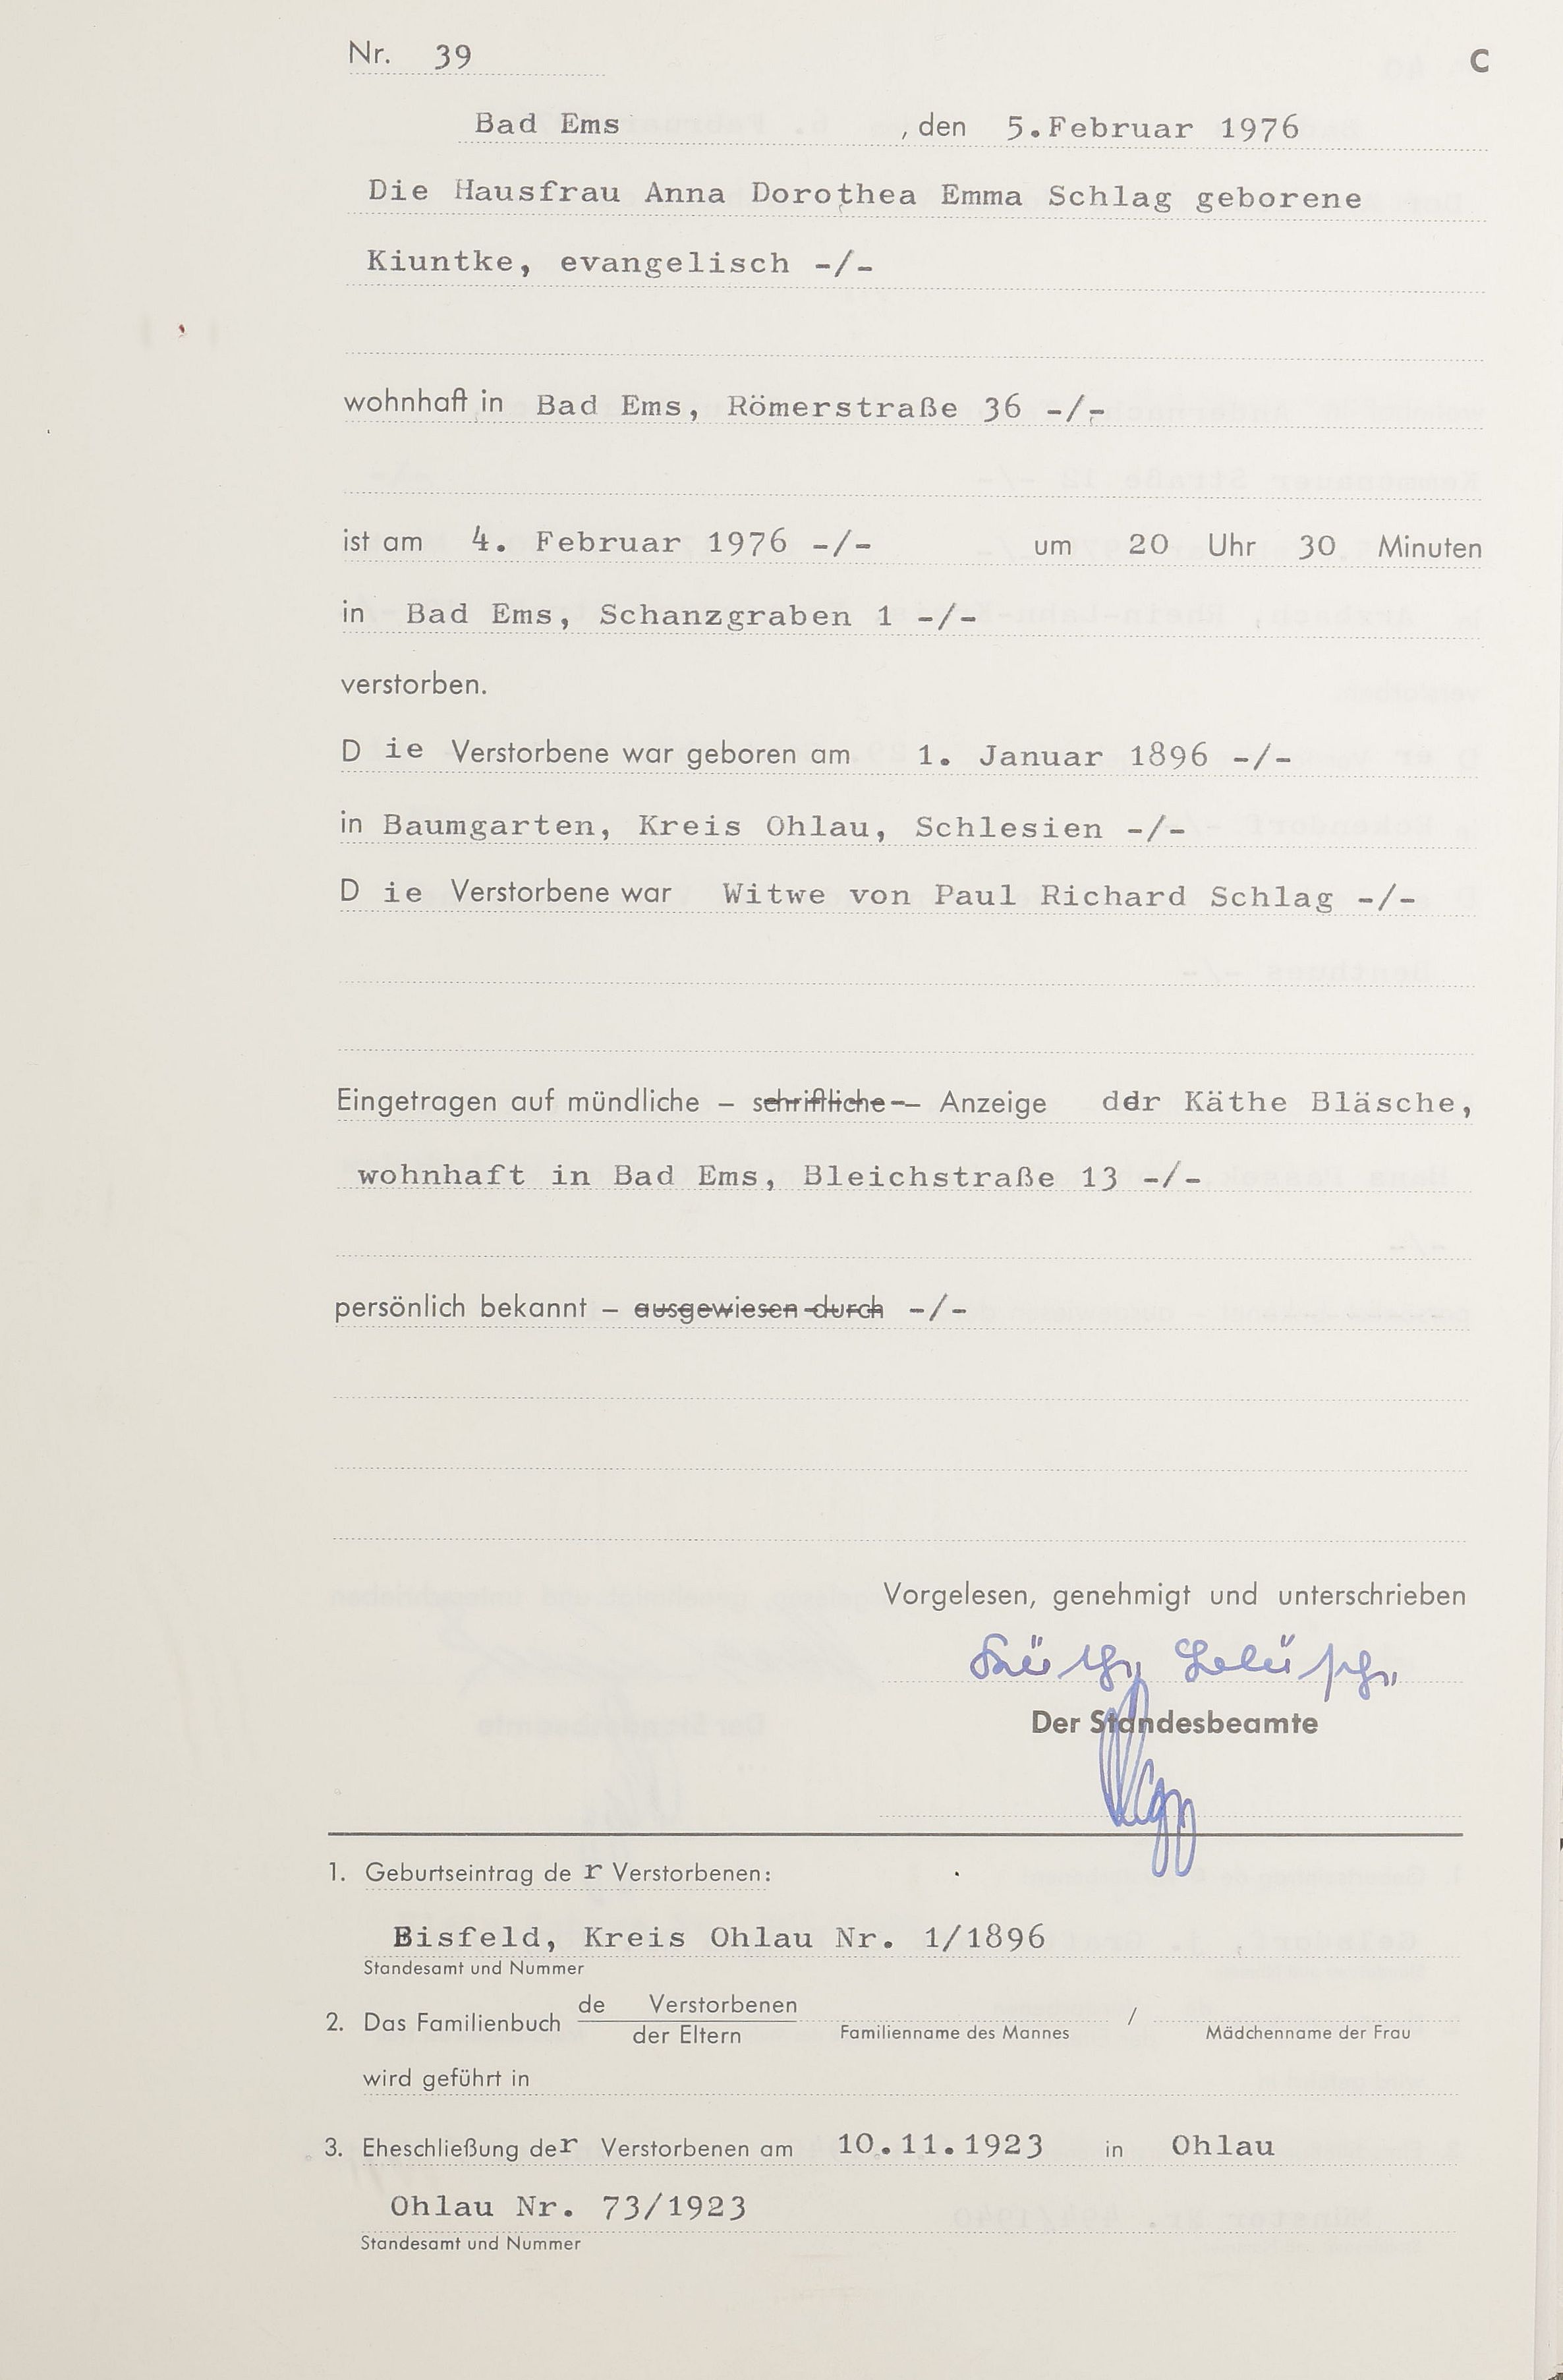 Nr. 39 C
Bad Ems , den 5.Februar 1976
Die Hausfrau Anna Dorothea Emma Schlag geborene
Kiuntke, evangelisch -/-
wohnhaft in Bad Ems, Römerstraße 36 -/-
ist am 4. Februar 1976 -/- um 20 Uhr 30 Minuten
in Bad Ems, Schanzgraben 1 -/-
verstorben.
D ie Verstorbene war geboren am 1. Januar 1896 -/-
in Baumgarten, Kreis Ohlau, Schlesien -/-
D ie Verstorbene war Witwe von Paul Richard Schlag -/-
Eingetragen auf mündliche – schriftliche – Anzeige der Käthe Bläsche,
wohnhaft in Bad Ems, Bleichstraße 13 -/-
persönlich bekannt – ausgewiesen durch -/-
Vorgelesen, genehmigt und unterschrieben
Käthe Bläsche
Der Standesbeamte
1. Geburtseintrag de r Verstorbenen:
Bisfeld, Kreis Ohlau Nr. 1/1896
Standesamt und Nummer
de Verstorbenen
2. Das Familienbuch der Eltern Familienname des Mannes / Mädchenname der Frau
wird geführt in
3. Eheschließung der Verstorbenen am 10.11.1923 in Ohlau
Ohlau Nr. 73/1923
Standesamt und Nummer